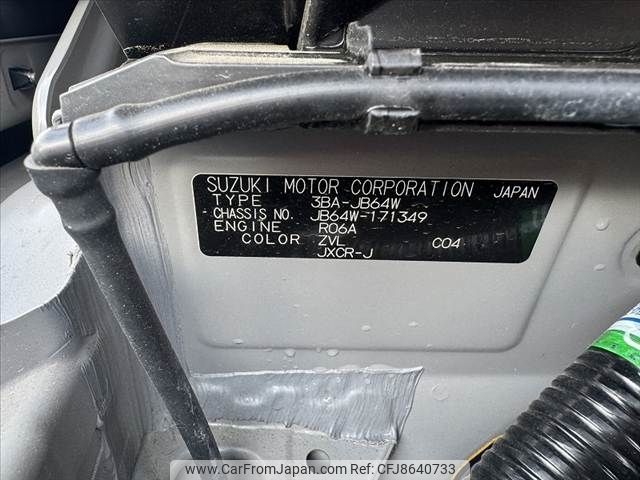 SUZUKI MOTOR CORPORATION JAPAN
TYPE 3BA-JB64W
CHASSIS NO. JB64W-171349
ENGINE R06A
COLOR ZVL C04
JXCR-J
www.CarFromJapan.com | © CFJ8640733